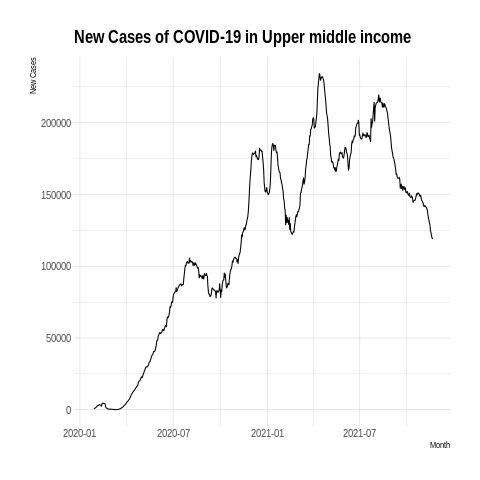 New Cases of COVID-19 in Upper middle income
New Cases
200000
150000
100000
50000
0
2020-01 2020-07 2021-01 2021-07
Month